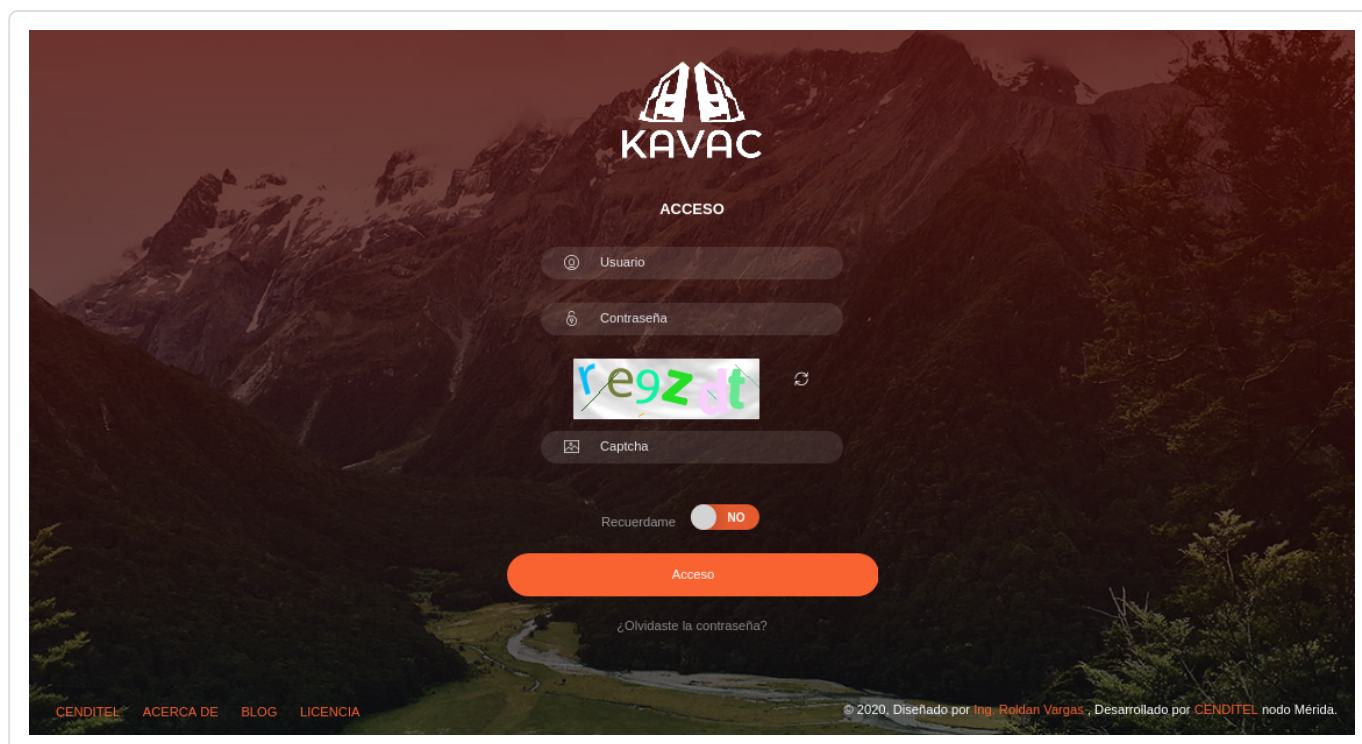 KAVAC
ACCESO
Usuario
Contraseña
re9zdt
Captcha
Recuerdame NO
Acceso
¿Olvidaste la contraseña?
CENDITEL ACERCA DE BLOG LICENCIA
© 2020, Diseñado por Ing. Roldan Vargas , Desarrollado por CENDITEL nodo Mérida.